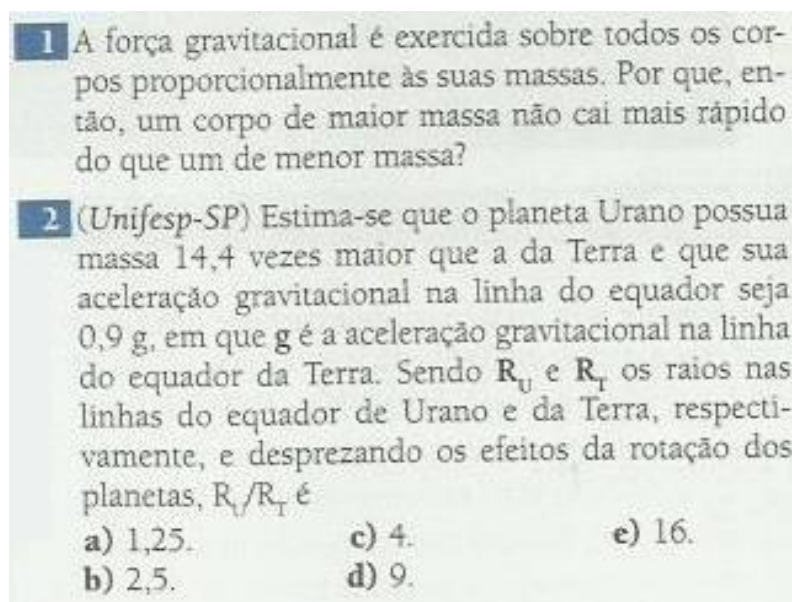 1 A força gravitacional é exercida sobre todos os cor-
pos proporcionalmente às suas massas. Por que, en-
tão, um corpo de maior massa não cai mais rápido
do que um de menor massa?
2 (Unifesp-SP) Estima-se que o planeta Urano possua
massa 14,4 vezes maior que a da Terra e que sua
aceleração gravitacional na linha do equador seja
0,9 g, em que g é a aceleração gravitacional na linha
do equador da Terra. Sendo R_U e R_T os raios nas
linhas do equador de Urano e da Terra, respecti-
vamente, e desprezando os efeitos da rotação dos
planetas, R_U/R_T é
a) 1,25. c) 4. e) 16.
b) 2,5. d) 9.